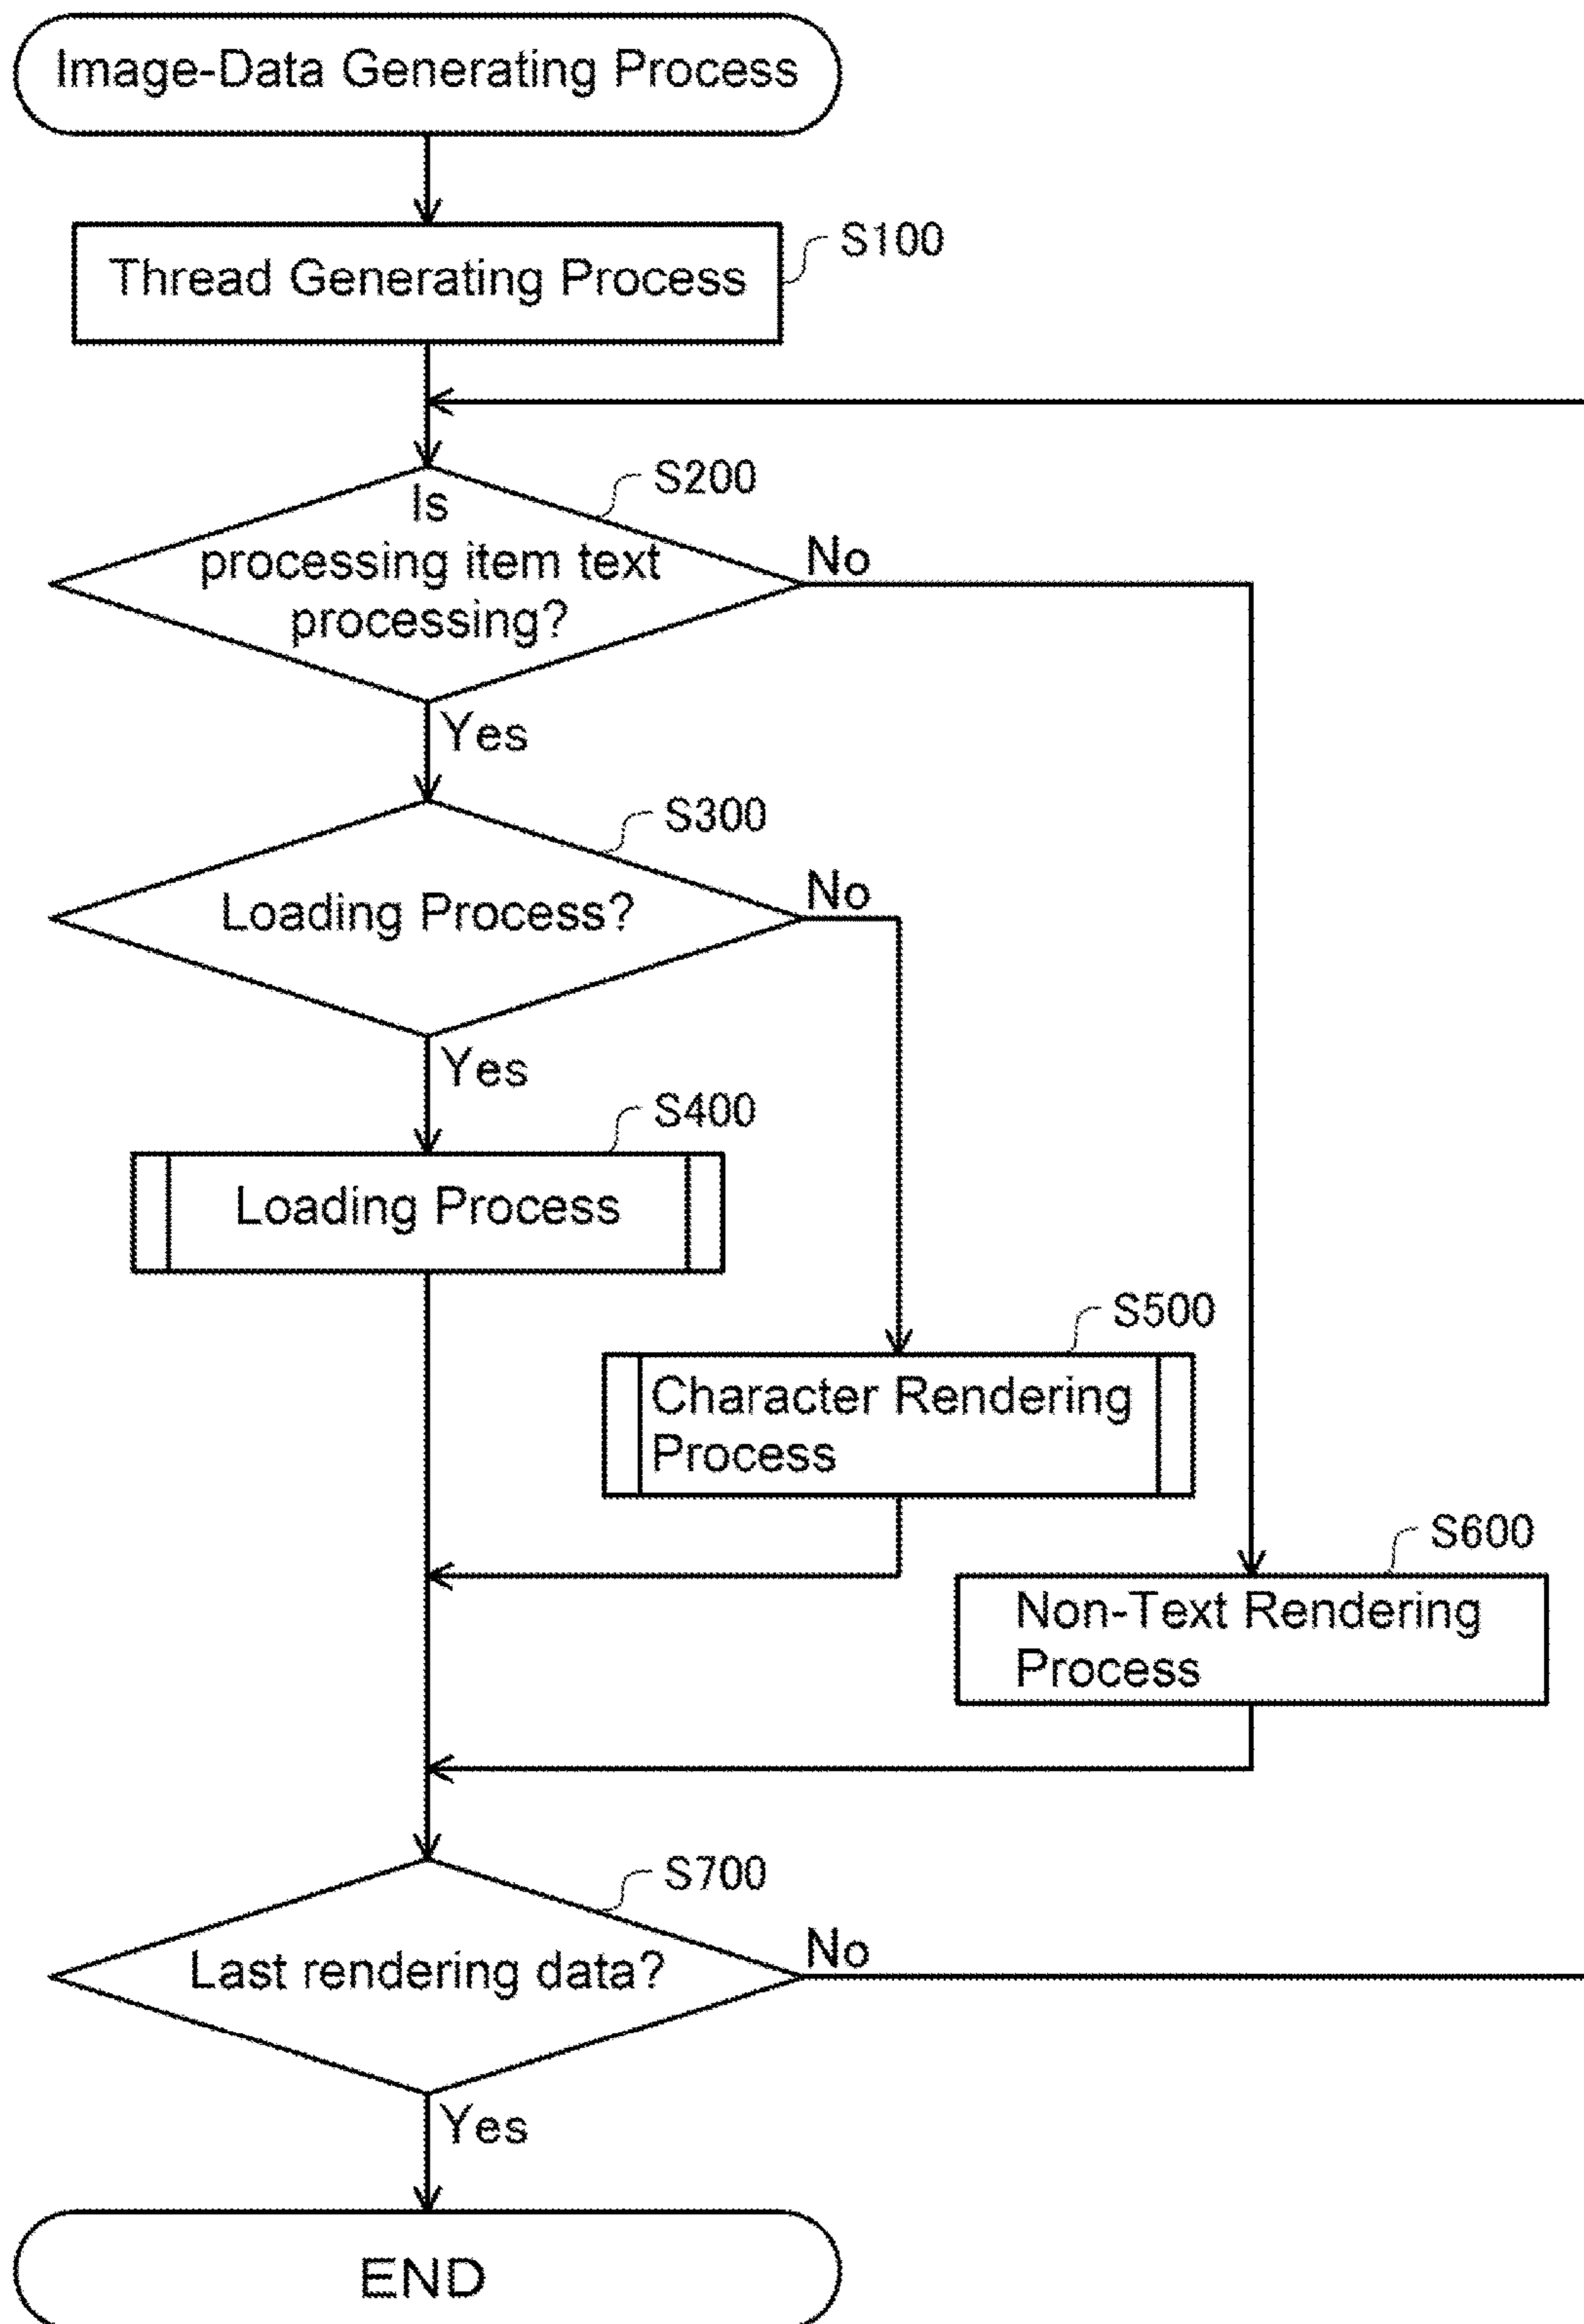 Image-Data Generating Process
Thread Generating Process
S100
S200
Is
processing item text
processing?
No
Yes
S300
Loading Process?
No
Yes
S400
Loading Process
S500
Character Rendering
Process
S600
Non-Text Rendering
Process
S700
Last rendering data?
No
Yes
END